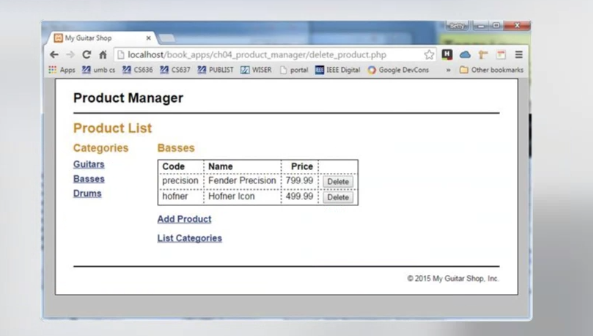 My Guitar Shop
localhost/book_apps/ch04_product_manager/delete_product.php
Apps umb cs CS636 CS637 PUBLIST WISER portal IEEE Digital Google DevCons » Other bookmarks
Product Manager
Product List
Categories
Guitars
Basses
Drums
Basses
Code Name Price
precision Fender Precision 799.99 Delete
hofner Hofner Icon 499.99 Delete
Add Product
List Categories
© 2015 My Guitar Shop, Inc.